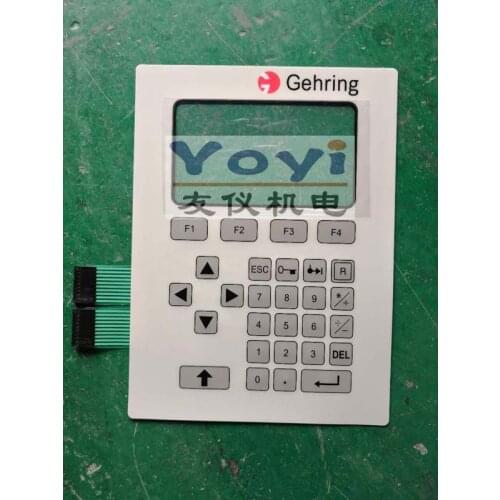 Gehring
Yoyi
友仪机电
F1 F2 F3 F4
ESC R
7 8 9 */+
4 5 6 ÷/−
1 2 3 DEL
0 .